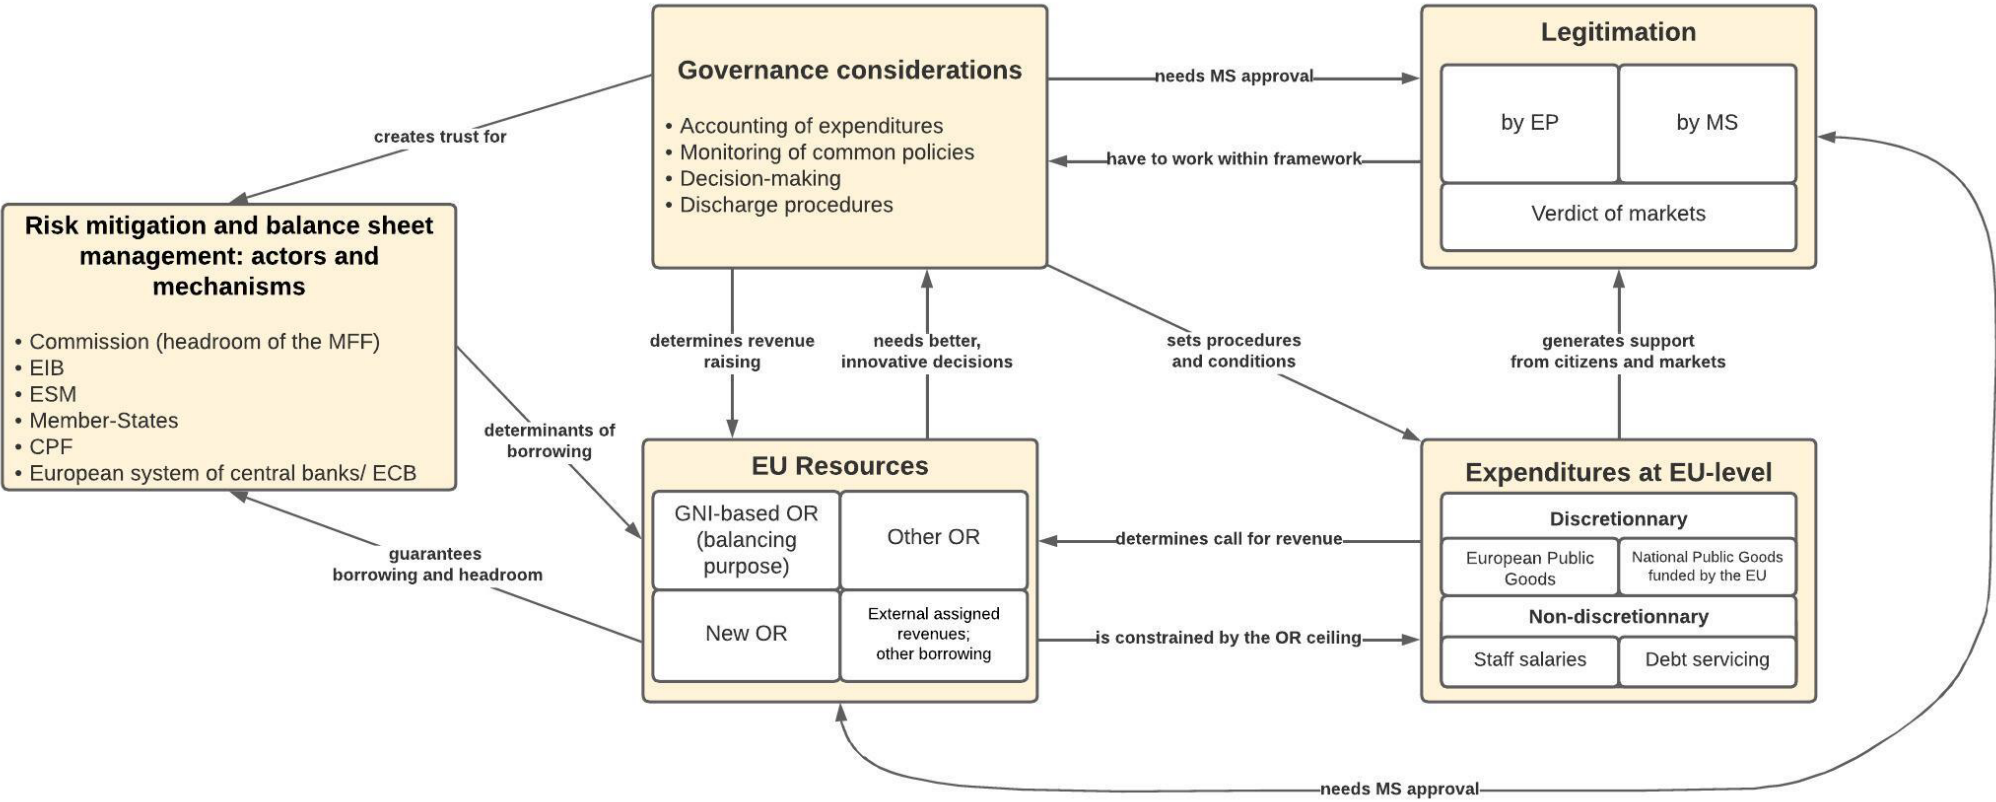 Governance considerations
• Accounting of expenditures
• Monitoring of common policies
• Decision-making
• Discharge procedures
needs MS approval
have to work within framework
Legitimation
by EP
by MS
Verdict of markets
creates trust for
Risk mitigation and balance sheet
management: actors and
mechanisms
• Commission (headroom of the MFF)
• EIB
• ESM
• Member-States
• CPF
• European system of central banks/ ECB
determines revenue
raising
needs better,
innovative decisions
sets procedures
and conditions
generates support
from citizens and markets
determinants of
borrowing
guarantees
borrowing and headroom
EU Resources
GNI-based OR
(balancing
purpose)
Other OR
New OR
External assigned
revenues;
other borrowing
determines call for revenue
is constrained by the OR ceiling
Expenditures at EU-level
Discretionnary
European Public
Goods
National Public Goods
funded by the EU
Non-discretionnary
Staff salaries
Debt servicing
needs MS approval